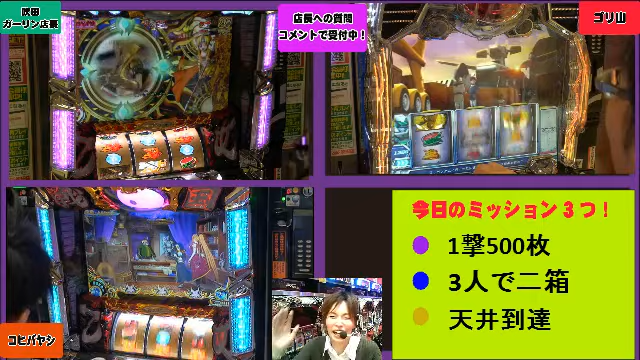 店長への質問
コメントで受付中！
ゴリ山
ガーリン店長
コヒバヤシ
今日のミッション３つ！
1撃500枚
3人で二箱
天井到達